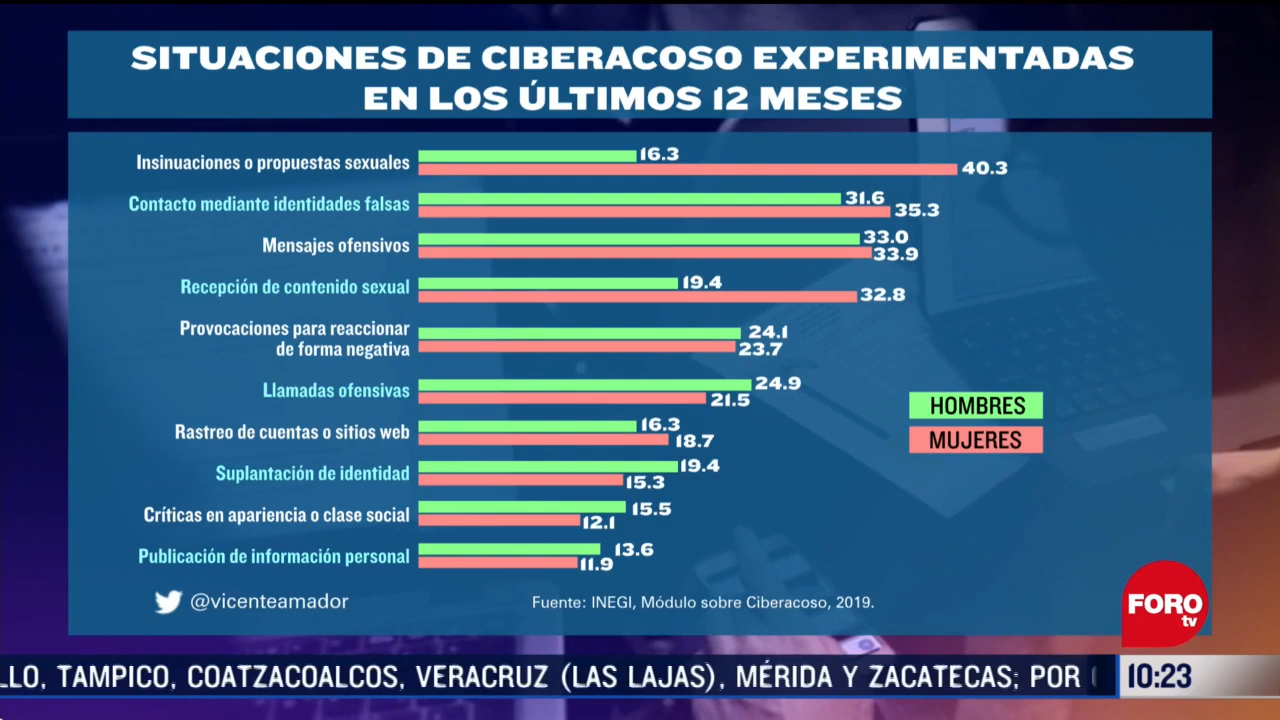 SITUACIONES DE CIBERACOSO EXPERIMENTADAS
EN LOS ÚLTIMOS 12 MESES
Insinuaciones o propuestas sexuales
16.3
40.3
Contacto mediante identidades falsas
31.6
35.3
Mensajes ofensivos
33.0
33.9
Recepción de contenido sexual
19.4
32.8
Provocaciones para reaccionar
de forma negativa
24.1
23.7
Llamadas ofensivas
24.9
21.5
HOMBRES
MUJERES
Rastreo de cuentas o sitios web
16.3
18.7
Suplantación de identidad
19.4
15.3
Críticas en apariencia o clase social
15.5
12.1
Publicación de información personal
13.6
11.9
@vicenteamador
Fuente: INEGI, Módulo sobre Ciberacoso, 2019.
FORO
tv
LLO, TAMPICO, COATZACOALCOS, VERACRUZ (LAS LAJAS), MÉRIDA Y ZACATECAS; POR
10:23